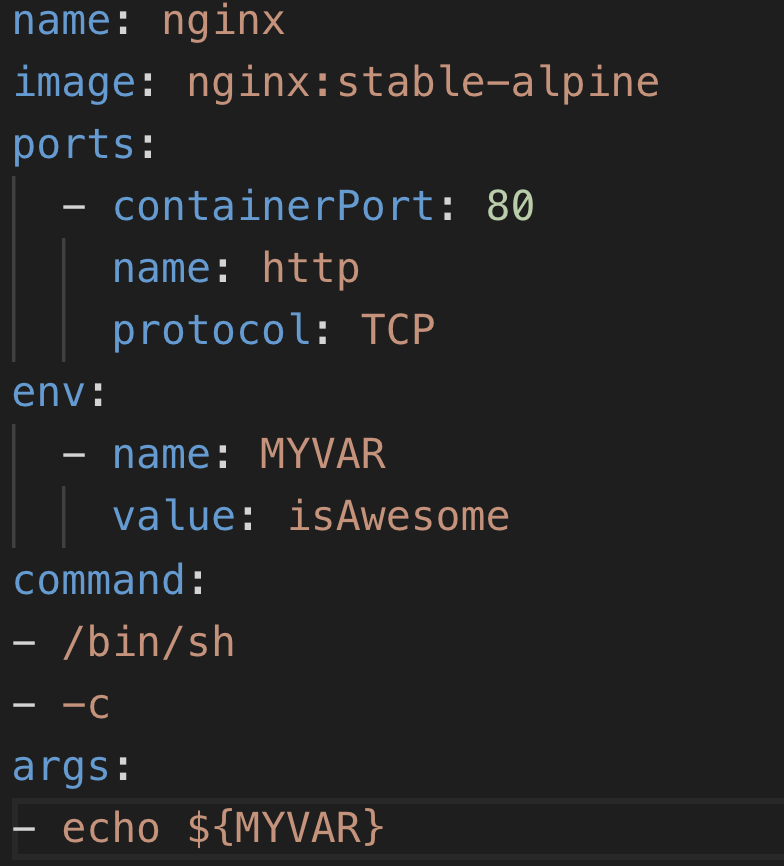 name: nginx
image: nginx:stable-alpine
ports:
  - containerPort: 80
    name: http
    protocol: TCP
env:
  - name: MYVAR
    value: isAwesome
command:
- /bin/sh
- -c
args:
- echo ${MYVAR}